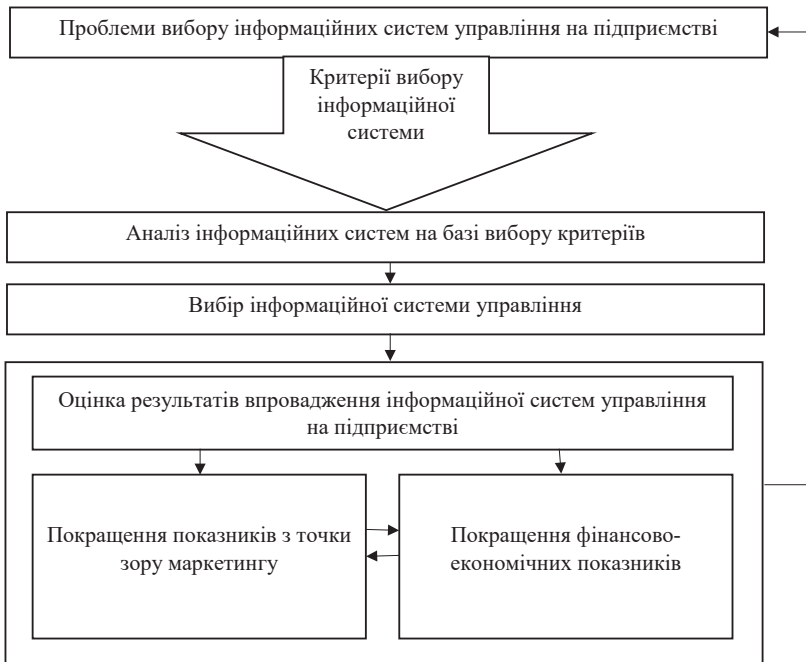 Проблеми вибору інформаційних систем управління на підприємстві
Критерії вибору
інформаційної
системи
Аналіз інформаційних систем на базі вибору критеріїв
Вибір інформаційної системи управління
Оцінка результатів впровадження інформаційної систем управління
на підприємстві
Покращення показників з точки
зору маркетингу
Покращення фінансово-
економічних показників